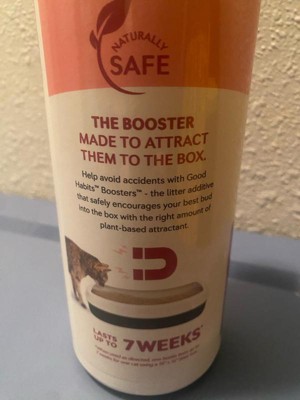 NATURALLY
SAFE
THE BOOSTER
MADE TO ATTRACT
THEM TO THE BOX.
Help avoid accidents with Good
Habits™ Boosters™ - the litter additive
that safely encourages your best bud
into the box with the right amount of
plant-based attractant.
LASTS
UP TO
7 WEEKS*